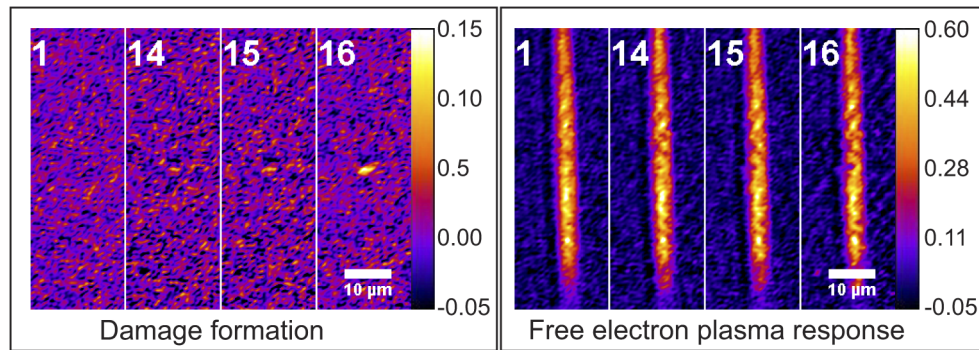 1 14 15 16
0.15
0.10
0.5
0.00
-0.05
10 µm
Damage formation
1 14 15 16
0.60
0.44
0.28
0.11
-0.05
10 µm
Free electron plasma response